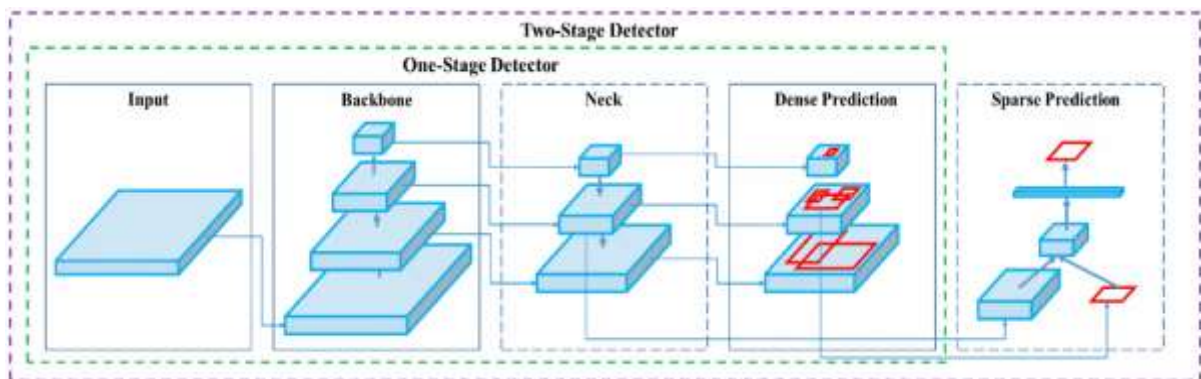 Two-Stage Detector
One-Stage Detector
Input
Backbone
Neck
Dense Prediction
Sparse Prediction